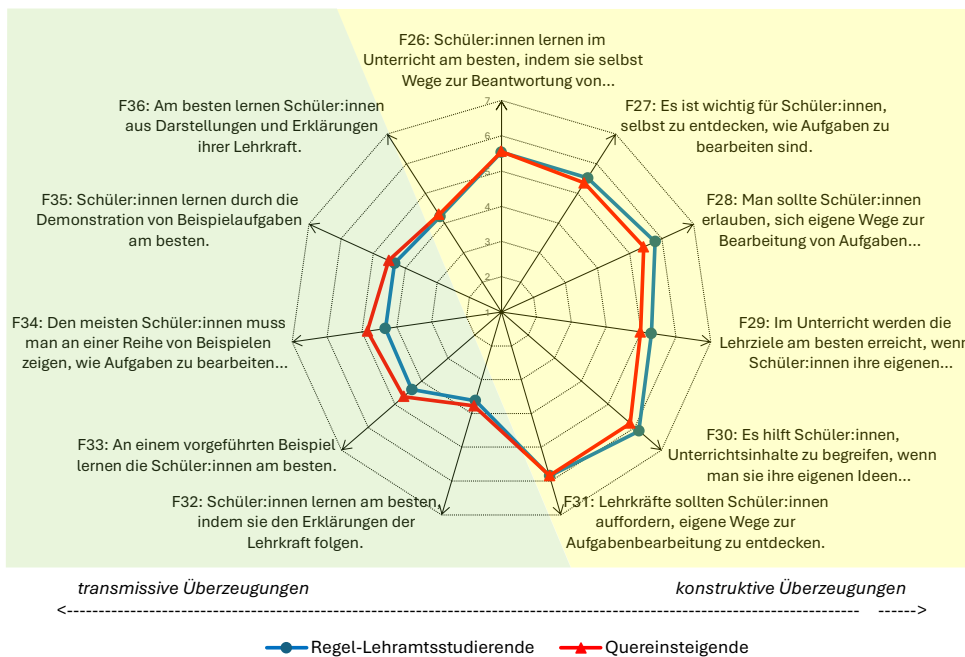 F26: Schüler:innen lernen im
Unterricht am besten, indem sie selbst
Wege zur Beantwortung von...
F27: Es ist wichtig für Schüler:innen,
selbst zu entdecken, wie Aufgaben zu
bearbeiten sind.
F28: Man sollte Schüler:innen
erlauben, sich eigene Wege zur
Bearbeitung von Aufgaben...
F29: Im Unterricht werden die
Lehrziele am besten erreicht, wenn
Schüler:innen ihre eigenen...
F30: Es hilft Schüler:innen,
Unterrichtsinhalte zu begreifen, wenn
man sie ihre eigenen Ideen...
F31: Lehrkräfte sollten Schüler:innen
auffordern, eigene Wege zur
Aufgabenbearbeitung zu entdecken.
F32: Schüler:innen lernen am besten,
indem sie den Erklärungen der
Lehrkraft folgen.
F33: An einem vorgeführten Beispiel
lernen die Schüler:innen am besten.
F34: Den meisten Schüler:innen muss
man an einer Reihe von Beispielen
zeigen, wie Aufgaben zu bearbeiten...
F35: Schüler:innen lernen durch die
Demonstration von Beispielaufgaben
am besten.
F36: Am besten lernen Schüler:innen
aus Darstellungen und Erklärungen
ihrer Lehrkraft.
7
6
5
4
3
2
1
transmissive Überzeugungen
konstruktive Überzeugungen
Regel-Lehramtsstudierende
Quereinsteigende